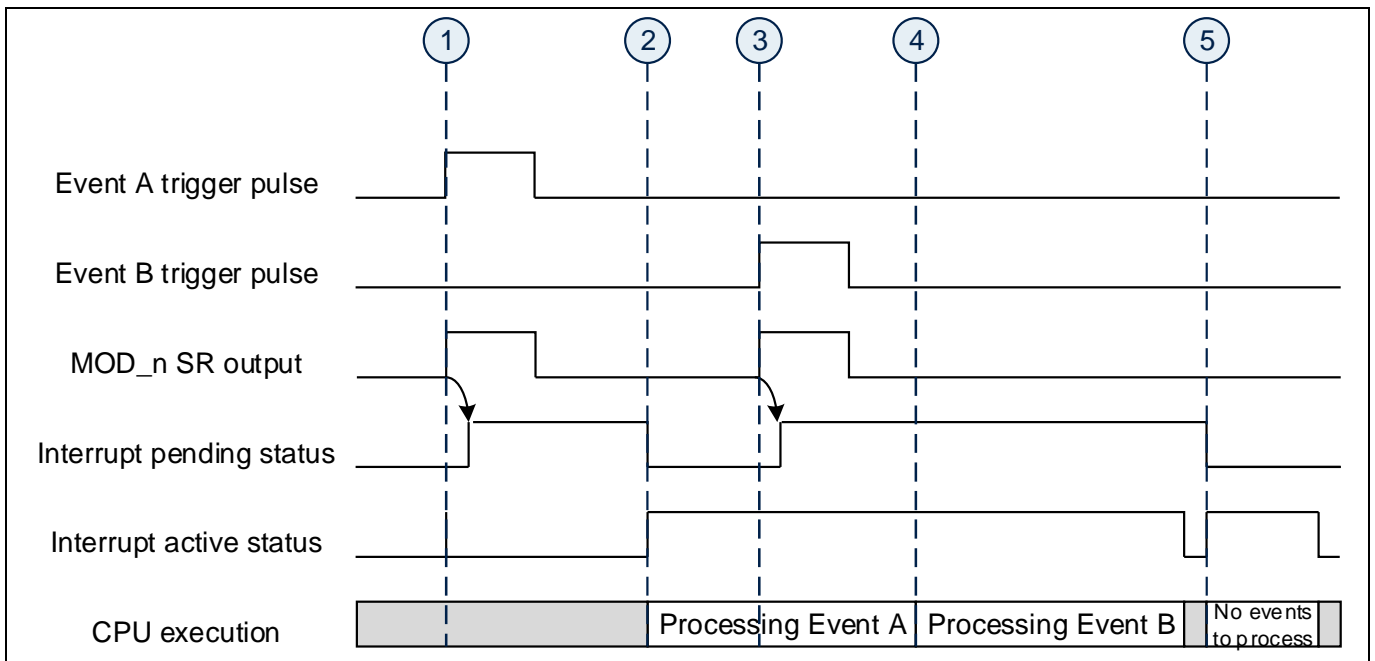 1 2 3 4 5
Event A trigger pulse
Event B trigger pulse
MOD_n SR output
Interrupt pending status
Interrupt active status
CPU execution
Processing Event A
Processing Event B
No events
to process